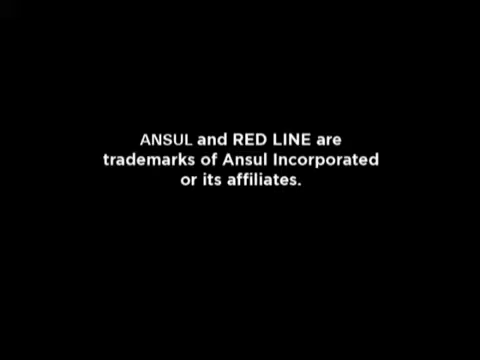 ANSUL and RED LINE are
trademarks of Ansul Incorporated
or its affiliates.